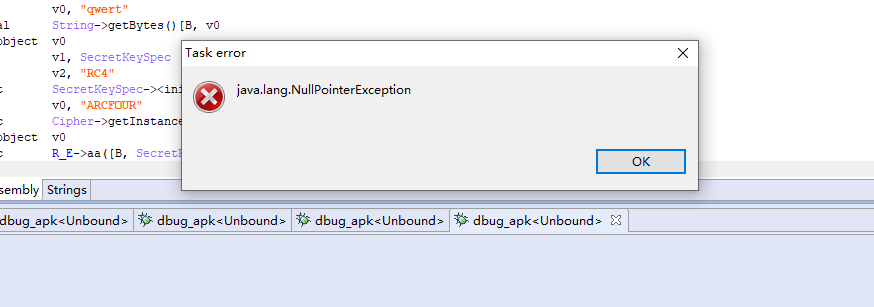 v0, "qwert"
al String->getBytes()[B, v0
object v0
v1, SecretKeySpec
v2, "RC4"
t SecretKeySpec-><ini
v0, "ARCFOUR"
c Cipher->getInstance
object v0
c R_E->aa([B, SecretK
Task error
java.lang.NullPointerException
OK
sembly Strings
dbug_apk<Unbound> dbug_apk<Unbound> dbug_apk<Unbound> dbug_apk<Unbound>